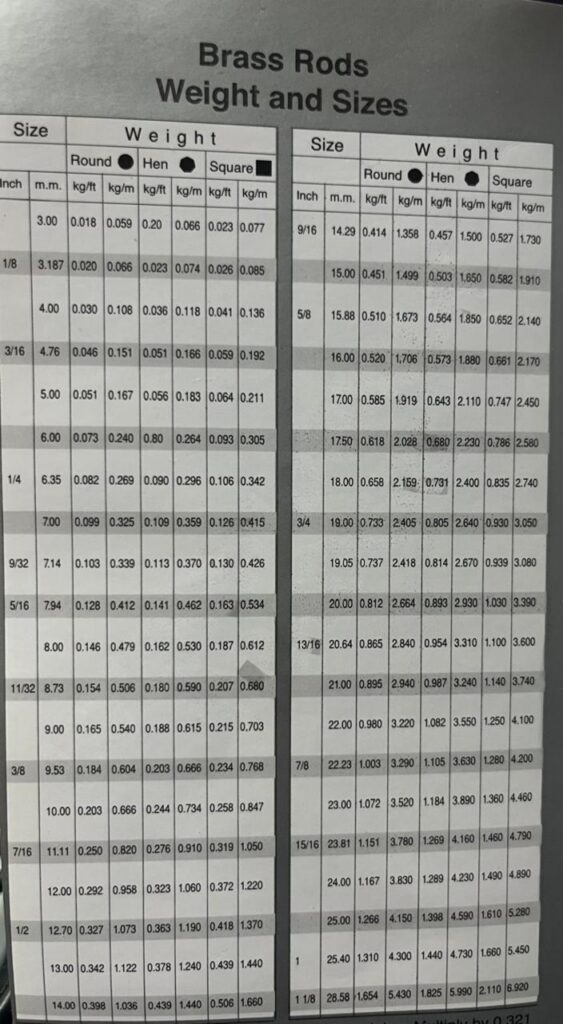 Brass Rods
Weight and Sizes
Size Weight
Round Hen Square
Inch m.m. kg/ft kg/m kg/ft kg/m kg/ft kg/m
3.00 0.018 0.059 0.20 0.066 0.023 0.077
1/8 3.187 0.020 0.066 0.023 0.074 0.026 0.085
4.00 0.030 0.108 0.036 0.118 0.041 0.136
3/16 4.76 0.046 0.151 0.051 0.166 0.059 0.192
5.00 0.051 0.167 0.056 0.183 0.064 0.211
6.00 0.073 0.240 0.80 0.264 0.093 0.305
1/4 6.35 0.082 0.269 0.090 0.296 0.106 0.342
7.00 0.099 0.325 0.109 0.359 0.126 0.415
9/32 7.14 0.103 0.339 0.113 0.370 0.130 0.426
5/16 7.94 0.128 0.412 0.141 0.462 0.163 0.534
8.00 0.146 0.479 0.162 0.530 0.187 0.612
11/32 8.73 0.154 0.506 0.180 0.590 0.207 0.680
9.00 0.165 0.540 0.188 0.615 0.215 0.703
3/8 9.53 0.184 0.604 0.203 0.666 0.234 0.768
10.00 0.203 0.666 0.244 0.734 0.258 0.847
7/16 11.11 0.250 0.820 0.276 0.910 0.319 1.050
12.00 0.292 0.958 0.323 1.060 0.372 1.220
1/2 12.70 0.327 1.073 0.363 1.190 0.418 1.370
13.00 0.342 1.122 0.378 1.240 0.439 1.440
14.00 0.398 1.036 0.439 1.440 0.506 1.660
Size Weight
Round Hen Square
Inch m.m. kg/ft kg/m kg/ft kg/m kg/ft kg/m
9/16 14.29 0.414 1.358 0.457 1.500 0.527 1.730
15.00 0.451 1.499 0.503 1.650 0.582 1.910
5/8 15.88 0.510 1.673 0.564 1.850 0.652 2.140
16.00 0.520 1,706 0.573 1.880 0.661 2.170
17.00 0.585 1.919 0.643 2.110 0.747 2.450
17.50 0.618 2.028 0.680 2.230 0.786 2.580
18.00 0.658 2.159 0.731 2.400 0.835 2.740
3/4 19.00 0.733 2.405 0.805 2.640 0.930 3.050
19.05 0.737 2.418 0.814 2.670 0.939 3.080
20.00 0.812 2.664 0.893 2.930 1.030 3.390
13/16 20.64 0.865 2.840 0.954 3.310 1.100 3.600
21.00 0.895 2.940 0.987 3.240 1.140 3.740
22.00 0.980 3.220 1.082 3.550 1.250 4.100
7/8 22.23 1.003 3.290 1.105 3.630 1.280 4.200
23.00 1.072 3.520 1.184 3.890 1.360 4.460
15/16 23.81 1.151 3.780 1.269 4.160 1.460 4.790
24.00 1.167 3.830 1.289 4.230 1.490 4.890
25.00 1.266 4.150 1.398 4.590 1.610 5.280
1 25.40 1.310 4.300 1.440 4.730 1.660 5.450
1 1/8 28.58 1.654 5.430 1.825 5.990 2.110 6.920
Multiply by 0.321